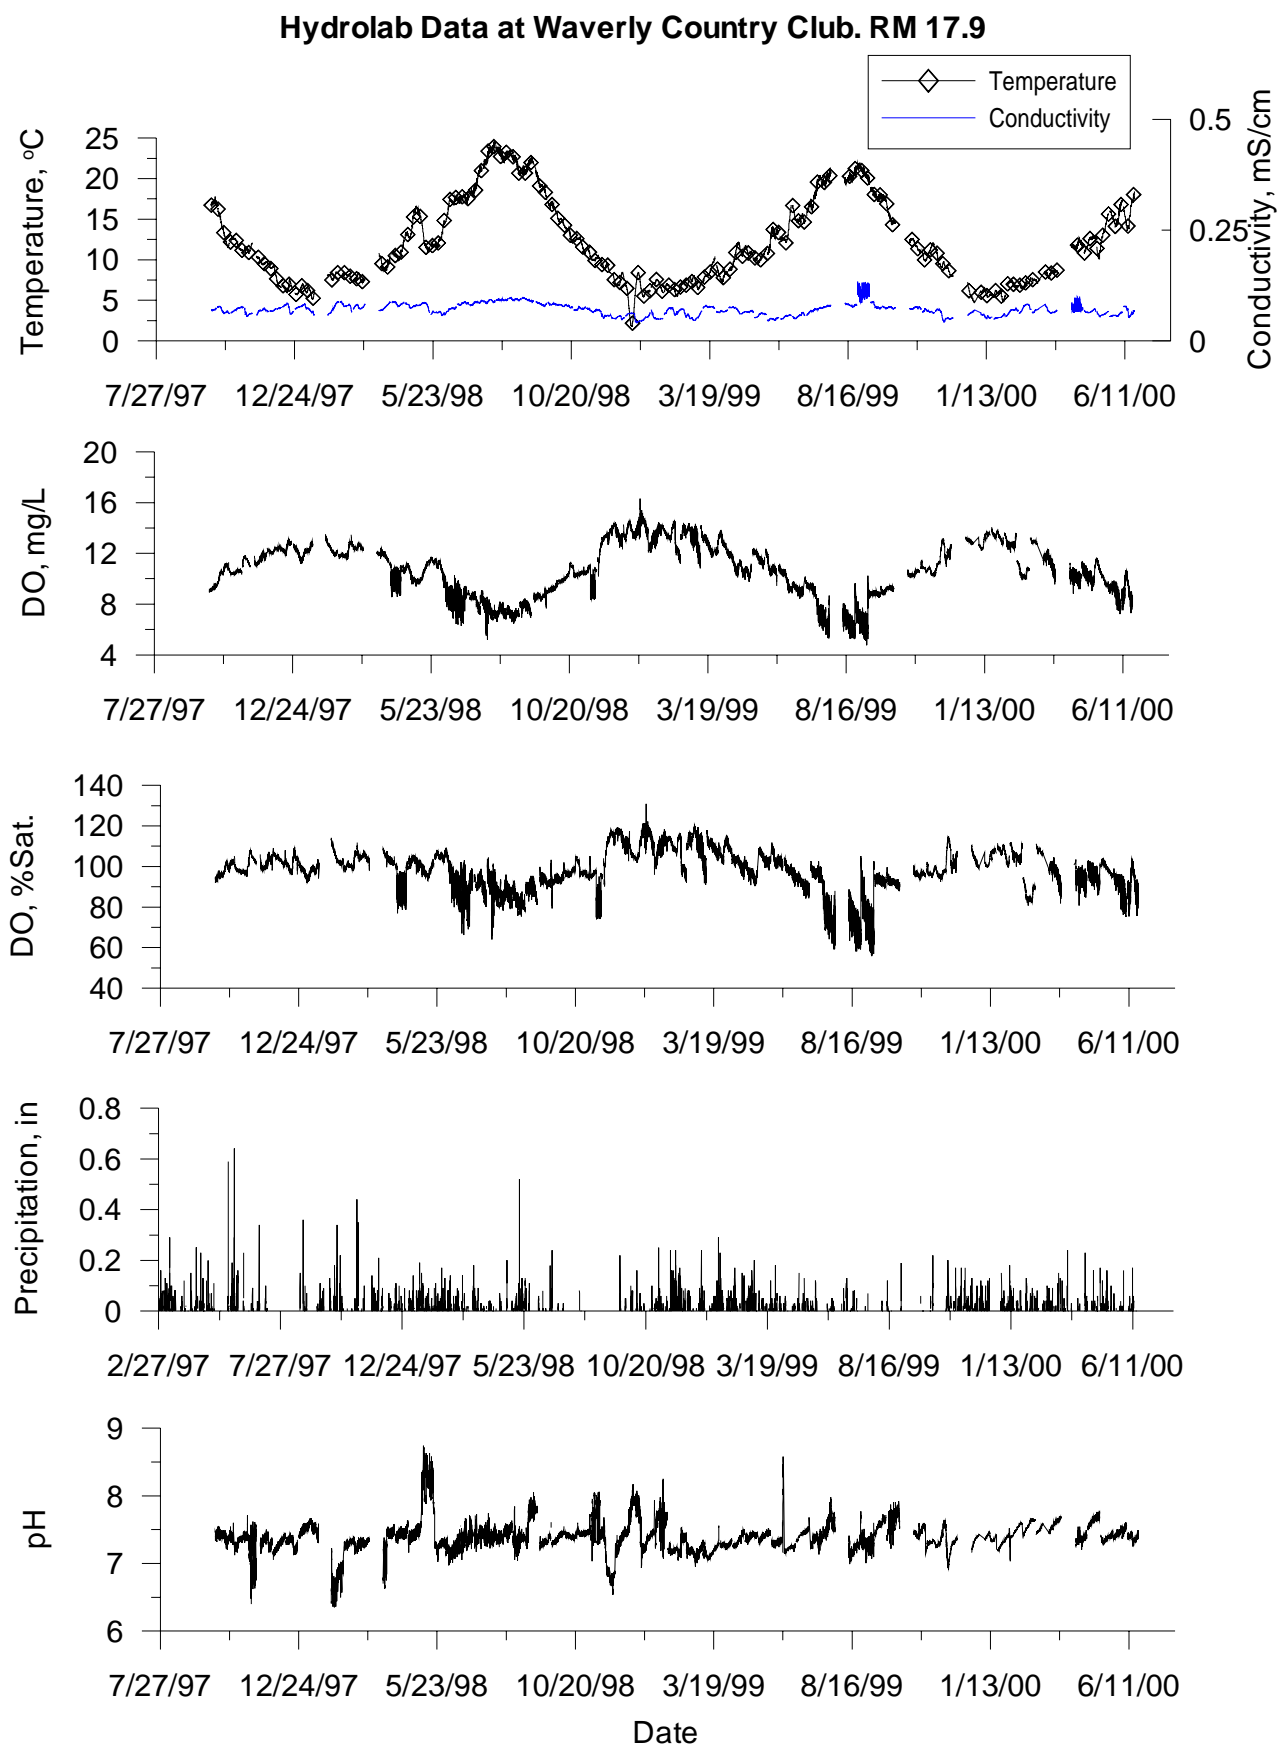 Hydrolab Data at Waverly Country Club. RM 17.9
Temperature
Conductivity
Temperature, °C
25
20
15
10
5
0
Conductivity, mS/cm
0.5
0.25
0
7/27/97 12/24/97 5/23/98 10/20/98 3/19/99 8/16/99 1/13/00 6/11/00
DO, mg/L
20
16
12
8
4
7/27/97 12/24/97 5/23/98 10/20/98 3/19/99 8/16/99 1/13/00 6/11/00
DO, %Sat.
140
120
100
80
60
40
7/27/97 12/24/97 5/23/98 10/20/98 3/19/99 8/16/99 1/13/00 6/11/00
Precipitation, in
0.8
0.6
0.4
0.2
0
2/27/97 7/27/97 12/24/97 5/23/98 10/20/98 3/19/99 8/16/99 1/13/00 6/11/00
pH
9
8
7
6
7/27/97 12/24/97 5/23/98 10/20/98 3/19/99 8/16/99 1/13/00 6/11/00
Date